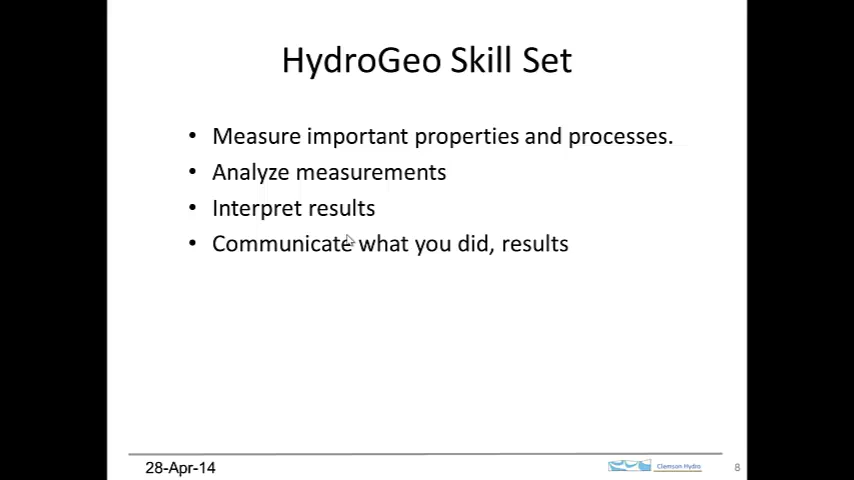 HydroGeo Skill Set
• Measure important properties and processes.
• Analyze measurements
• Interpret results
• Communicate what you did, results
28-Apr-14
Clemson Hydro
8